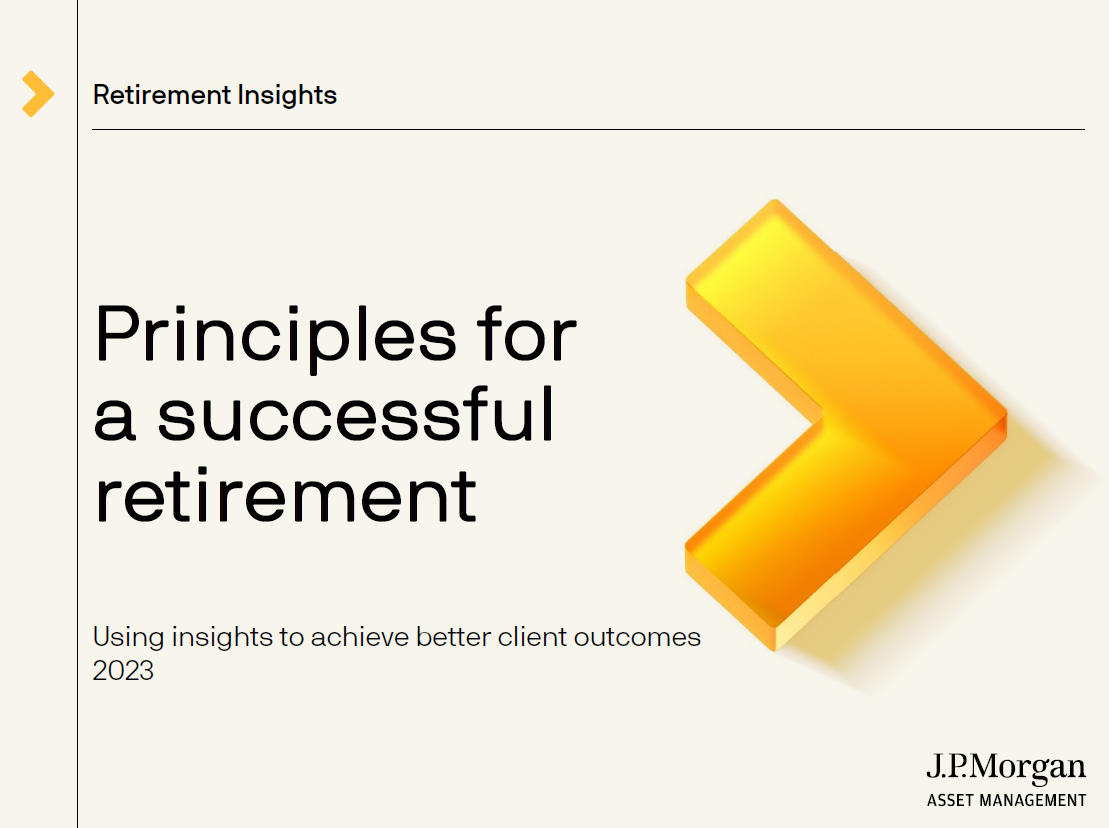 Retirement Insights
Principles for
a successful
retirement
Using insights to achieve better client outcomes
2023
J.P.Morgan
ASSET MANAGEMENT